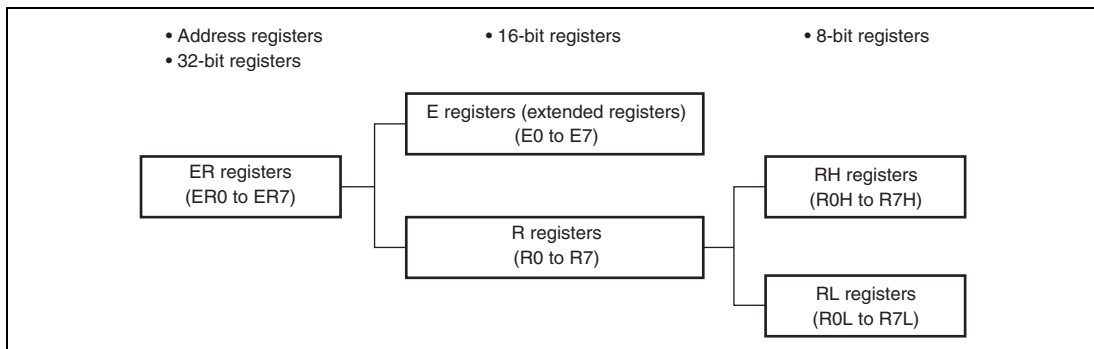 • Address registers
• 32-bit registers
• 16-bit registers
• 8-bit registers
E registers (extended registers)
(E0 to E7)
ER registers
(ER0 to ER7)
RH registers
(R0H to R7H)
R registers
(R0 to R7)
RL registers
(R0L to R7L)